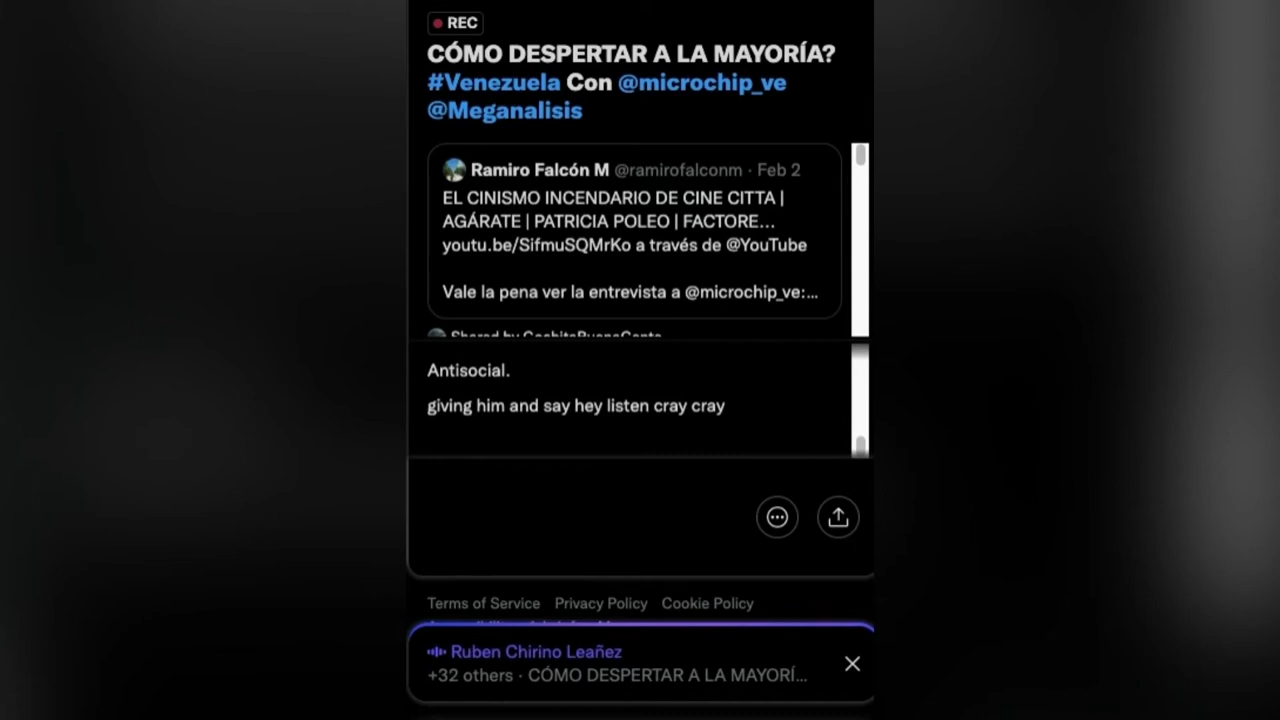 REC
CÓMO DESPERTAR A LA MAYORÍA?
#Venezuela Con @microchip_ve
@Meganalisis
Ramiro Falcón M @ramirofalconm · Feb 2
EL CINISMO INCENDARIO DE CINE CITTA |
AGÁRATE | PATRICIA POLEO | FACTORE...
youtu.be/SifmuSQMrKo a través de @YouTube
Vale la pena ver la entrevista a @microchip_ve:...
Shared by
Antisocial.
giving him and say hey listen cray cray
Terms of Service Privacy Policy Cookie Policy
Ruben Chirino Leañez
+32 others · CÓMO DESPERTAR A LA MAYORÍ...